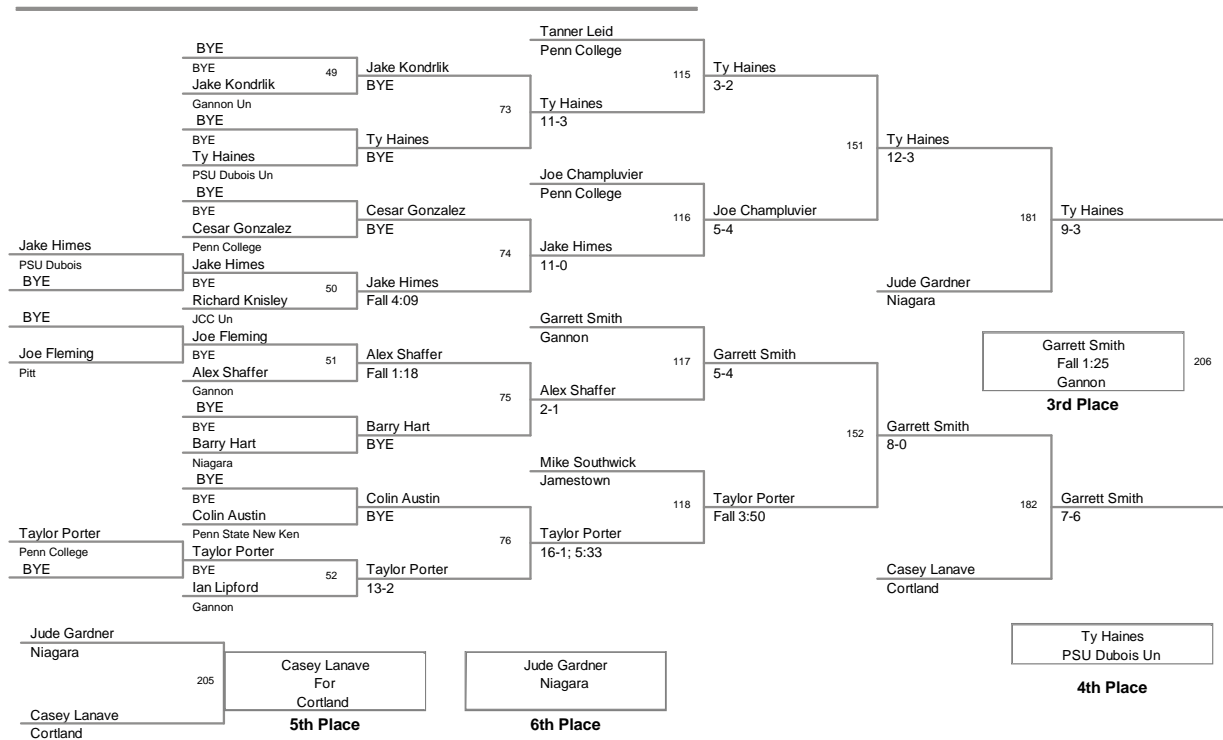 Jake Himes
PSU Dubois
BYE
BYE
Joe Fleming
Pitt
Taylor Porter
Penn College
BYE
BYE
BYE
49
Jake Kondrlik
Gannon Un
BYE
BYE
Ty Haines
PSU Dubois Un
BYE
BYE
Cesar Gonzalez
Penn College
Jake Himes
BYE
50
Richard Knisley
JCC Un
Joe Fleming
BYE
51
Alex Shaffer
Gannon
BYE
BYE
Barry Hart
Niagara
BYE
BYE
Colin Austin
Penn State New Ken
Taylor Porter
BYE
52
Ian Lipford
Gannon
Jake Kondrlik
BYE
73
Ty Haines
BYE
Cesar Gonzalez
BYE
74
Jake Himes
Fall 4:09
Alex Shaffer
Fall 1:18
75
Barry Hart
BYE
Colin Austin
BYE
76
Taylor Porter
13-2
Tanner Leid
Penn College
115
Ty Haines
11-3
Joe Champluvier
Penn College
116
Jake Himes
11-0
Garrett Smith
Gannon
117
Alex Shaffer
2-1
Mike Southwick
Jamestown
118
Taylor Porter
16-1; 5:33
Ty Haines
3-2
151
Joe Champluvier
5-4
Garrett Smith
5-4
152
Taylor Porter
Fall 3:50
Ty Haines
12-3
181
Jude Gardner
Niagara
Garrett Smith
8-0
182
Casey Lanave
Cortland
Ty Haines
9-3
Garrett Smith
Fall 1:25
Gannon
206
3rd Place
Garrett Smith
7-6
Jude Gardner
Niagara
205
Casey Lanave
Cortland
Casey Lanave
For
Cortland
5th Place
Jude Gardner
Niagara
6th Place
Ty Haines
PSU Dubois Un
4th Place